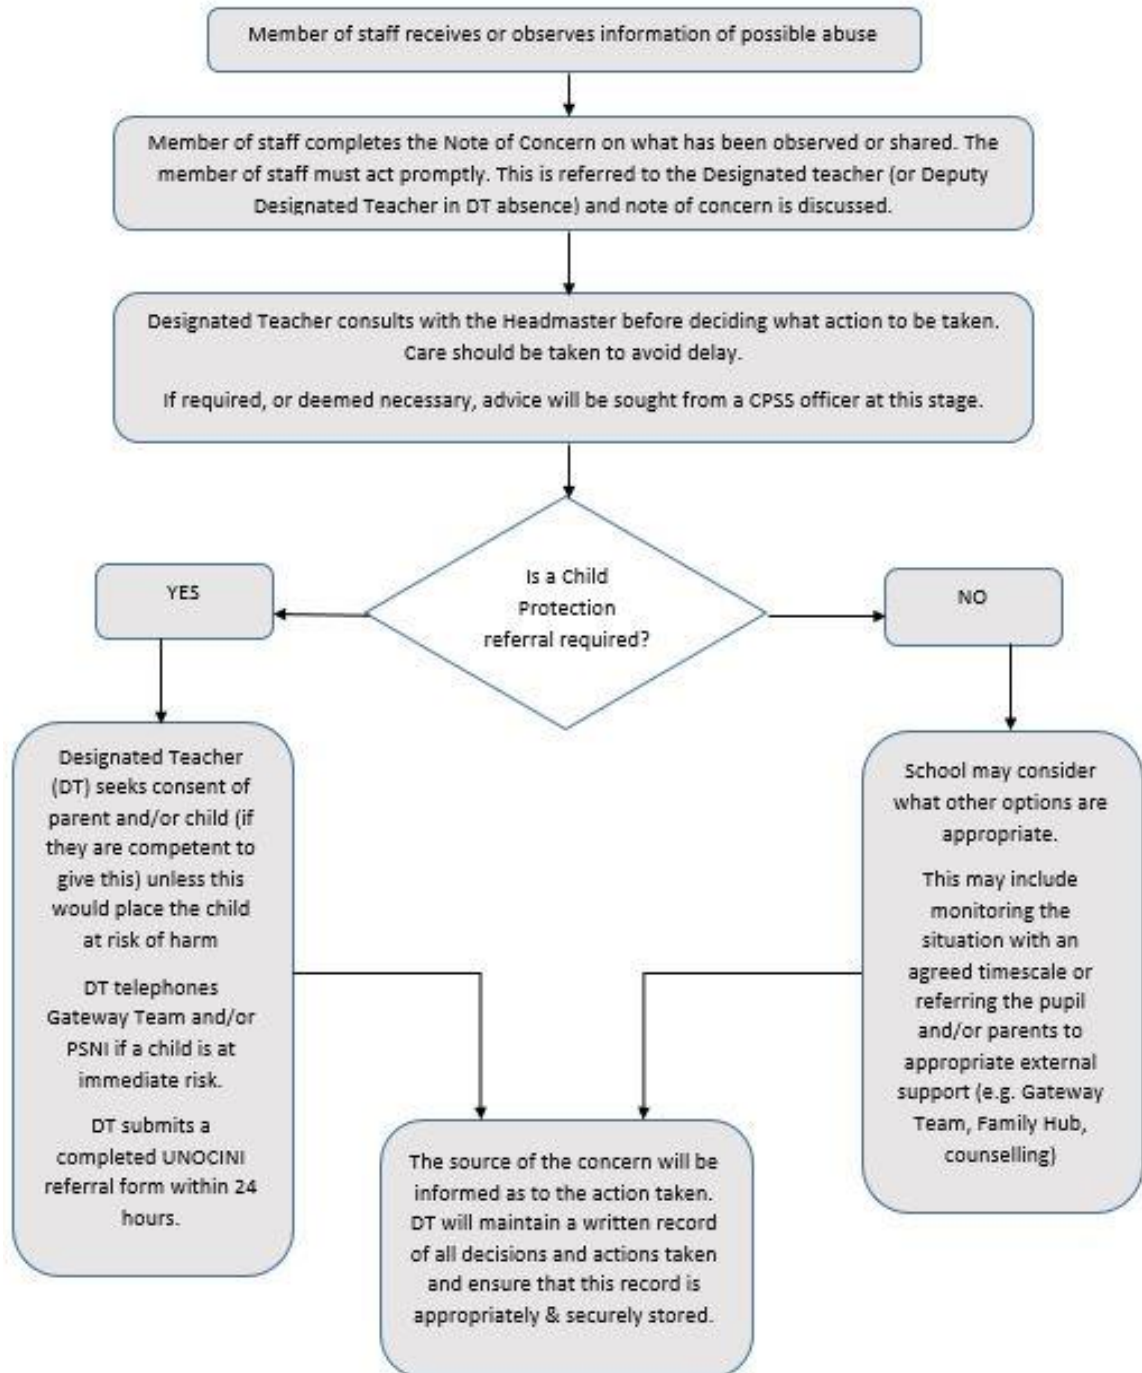 Member of staff receives or observes information of possible abuse
Member of staff completes the Note of Concern on what has been observed or shared. The
member of staff must act promptly. This is referred to the Designated teacher (or Deputy
Designated Teacher in DT absence) and note of concern is discussed.
Designated Teacher consults with the Headmaster before deciding what action to be taken.
Care should be taken to avoid delay.
If required, or deemed necessary, advice will be sought from a CPSS officer at this stage.
Is a Child
Protection
referral required?
YES
NO
Designated Teacher
(DT) seeks consent of
parent and/or child (if
they are competent to
give this) unless this
would place the child
at risk of harm
DT telephones
Gateway Team and/or
PSNI if a child is at
immediate risk.
DT submits a
completed UNOCINI
referral form within 24
hours.
School may consider
what other options are
appropriate.
This may include
monitoring the
situation with an
agreed timescale or
referring the pupil
and/or parents to
appropriate external
support (e.g. Gateway
Team, Family Hub,
counselling)
The source of the concern will be
informed as to the action taken.
DT will maintain a written record
of all decisions and actions taken
and ensure that this record is
appropriately & securely stored.